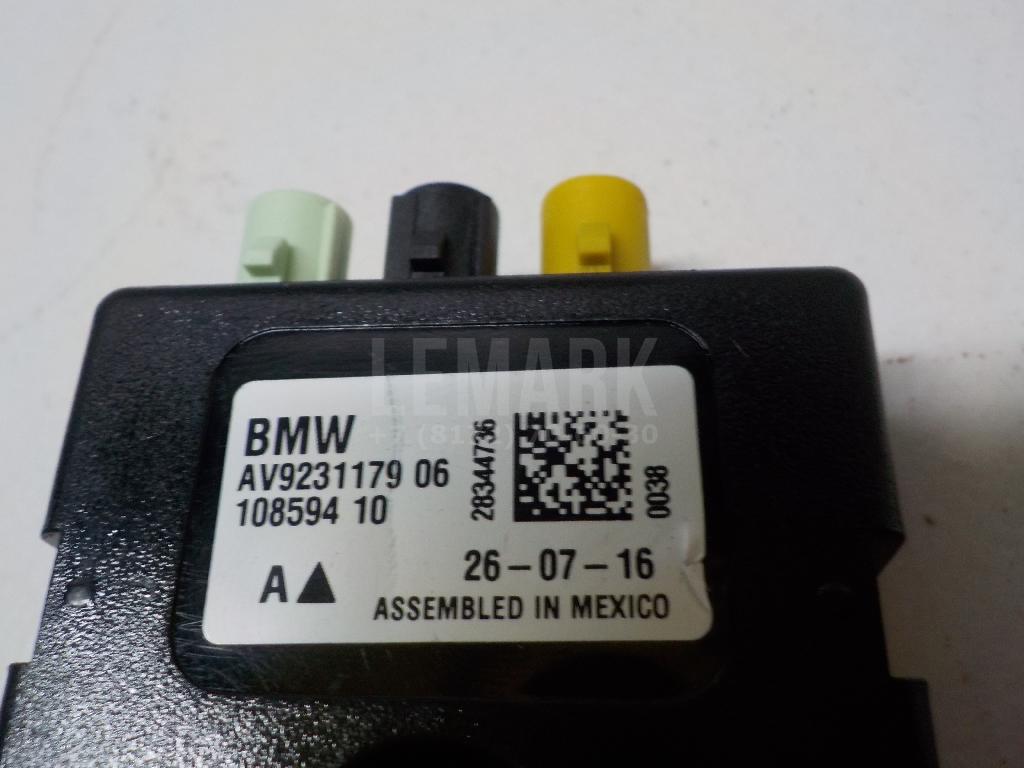 LEMARK
BMW
AV9231179 06
108594 10
28344736
0038
A
26-07-16
ASSEMBLED IN MEXICO